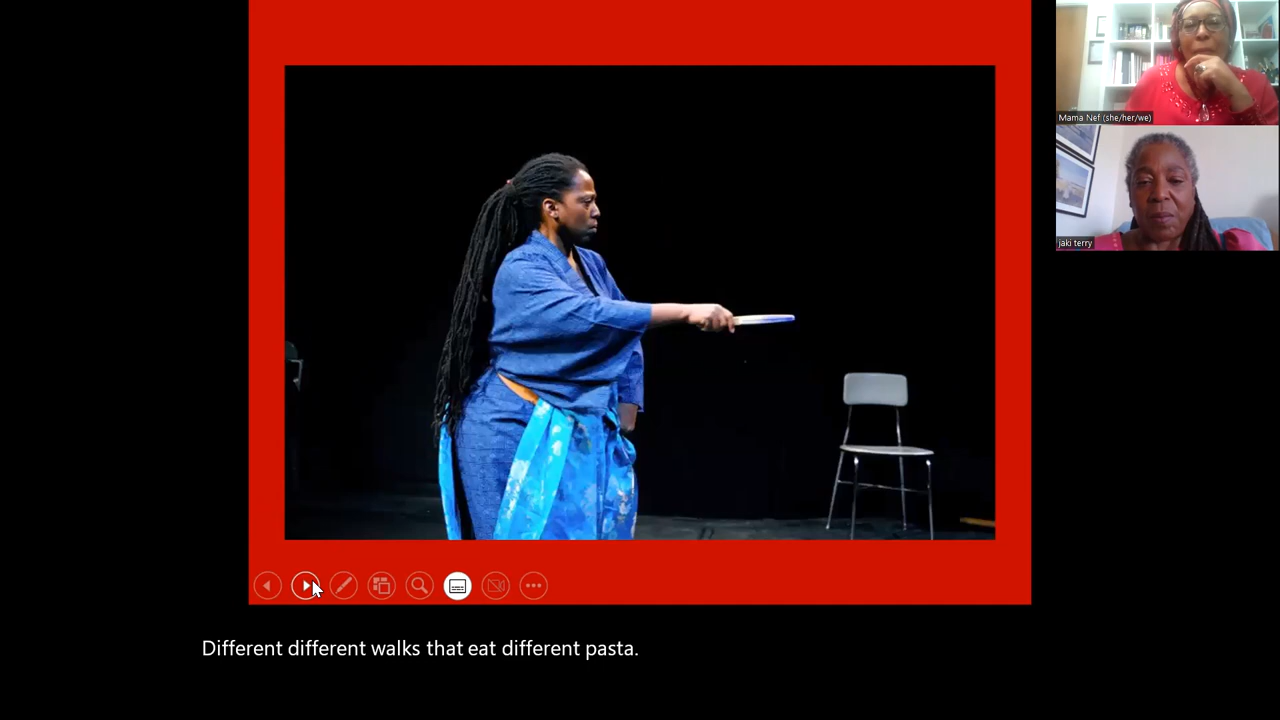 Mama Nef (she/her/we)
jaki terry
Different different walks that eat different pasta.